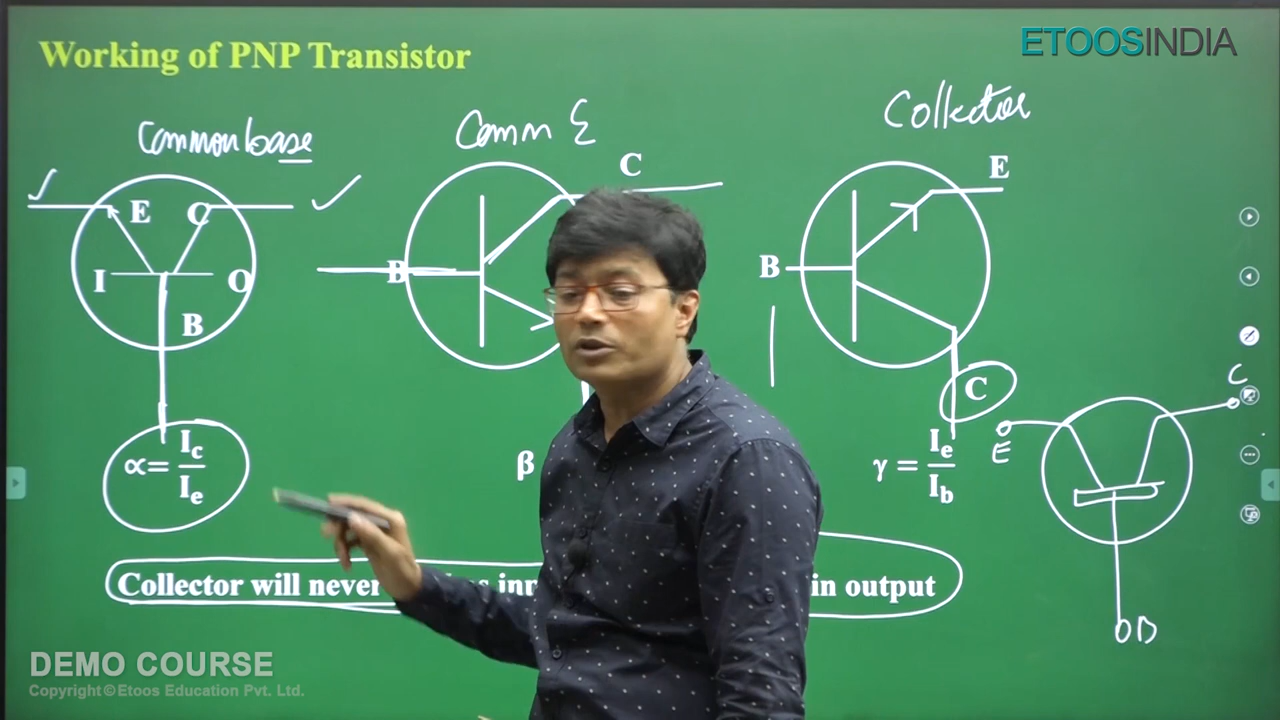 Working of PNP Transistor
ETOOSINDIA
Common base
Comm E
Collector
E
C
I
O
B
C
B
E
B
C
α = Ic/Ie
β
γ = Ie/Ib
E
C
Collector will never
in output
DEMO COURSE
Copyright © Etoos Education Pvt. Ltd.